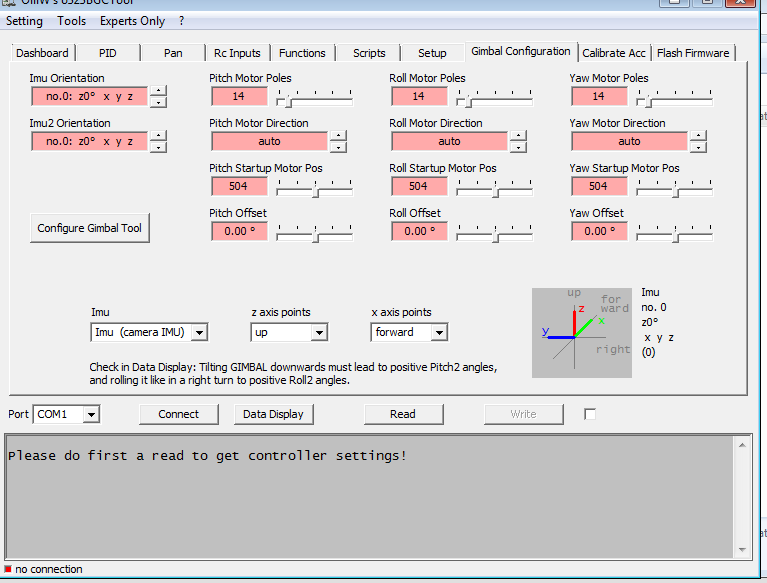 OlliW's o323BGCTool
Setting Tools Experts Only ?
Dashboard PID Pan Rc Inputs Functions Scripts Setup Gimbal Configuration Calibrate Acc Flash Firmware
Imu Orientation Pitch Motor Poles Roll Motor Poles Yaw Motor Poles
no.0: z0° x y z 14 14 14
Imu2 Orientation Pitch Motor Direction Roll Motor Direction Yaw Motor Direction
no.0: z0° x y z auto auto auto
Pitch Startup Motor Pos Roll Startup Motor Pos Yaw Startup Motor Pos
504 504 504
Pitch Offset Roll Offset Yaw Offset
Configure Gimbal Tool 0.00 ° 0.00 ° 0.00 °
Imu z axis points x axis points
Imu (camera IMU) up forward
up
z
for
ward
x
y
right
Imu
no. 0
z0°
x y z
(0)
Check in Data Display: Tilting GIMBAL downwards must lead to positive Pitch2 angles,
and rolling it like in a right turn to positive Roll2 angles.
Port COM1 Connect Data Display Read Write
Please do first a read to get controller settings!
no connection